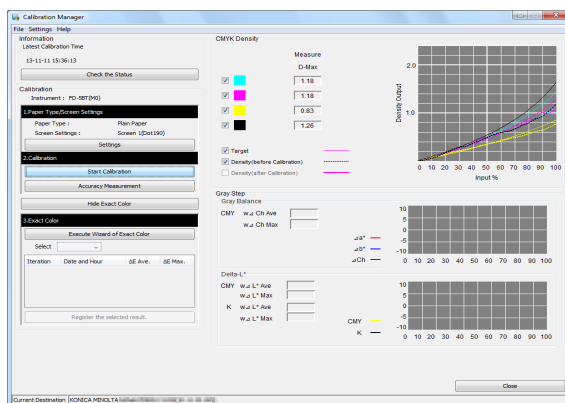 Calibration Manager
File Settings Help
Information
Latest Calibration Time
13-11-11 15:36:13
Check the Status
Calibration
Instrument : FD-5BT(M0)
1.Paper Type/Screen Settings
Paper Type : Plain Paper
Screen Settings : Screen 1(Dot190)
Settings
2.Calibration
Start Calibration
Accuracy Measurement
Hide Exact Color
3.Exact Color
Execute Wizard of Exact Color
Select
Iteration Date and Hour ΔE Ave. ΔE Max.
Register the selected result.
CMYK Density
Measure
D-Max
1.18
1.18
0.83
1.26
Target
Density(before Calibration)
Density(after Calibration)
Density Output
2.0
1.0
0 10 20 30 40 50 60 70 80 90 100
Input %
Gray Step
Gray Balance
CMY w⊿ Ch Ave
w⊿ Ch Max
⊿a*
⊿b*
⊿Ch
10
5
0
-5
-10
0 10 20 30 40 50 60 70 80 90 100
Delta-L*
CMY w⊿ L* Ave
w⊿ L* Max
K w⊿ L* Ave
w⊿ L* Max
CMY
K
10
5
0
-5
-10
0 10 20 30 40 50 60 70 80 90 100
Close
Current Destination KONICA MINOLTA